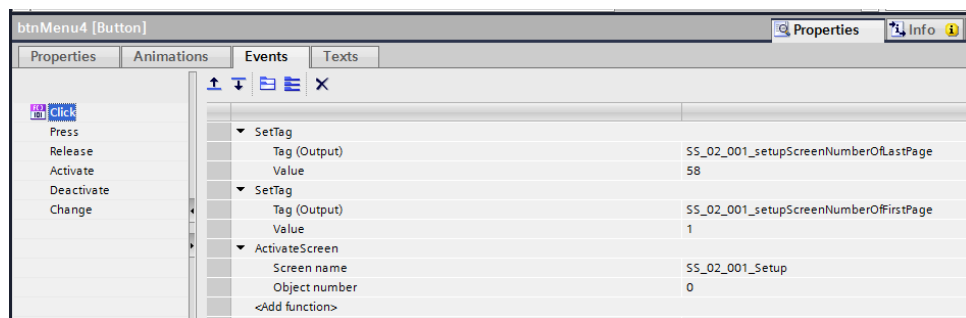 btnMenu4 [Button]
Properties Info
Properties Animations Events Texts
Click
Press
Release
Activate
Deactivate
Change
SetTag
Tag (Output) SS_02_001_setupScreenNumberOfLastPage
Value 58
SetTag
Tag (Output) SS_02_001_setupScreenNumberOfFirstPage
Value 1
ActivateScreen
Screen name SS_02_001_Setup
Object number 0
<Add function>